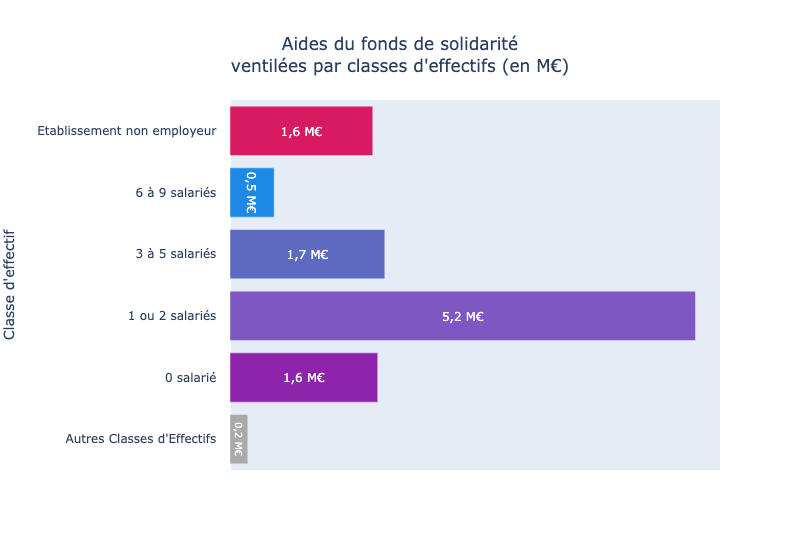 Aides du fonds de solidarité
ventilées par classes d'effectifs (en M€)
Classe d'effectif
Etablissement non employeur
1,6 M€
6 à 9 salariés
0,5 M€
3 à 5 salariés
1,7 M€
1 ou 2 salariés
5,2 M€
0 salarié
1,6 M€
Autres Classes d'Effectifs
0,2 M€